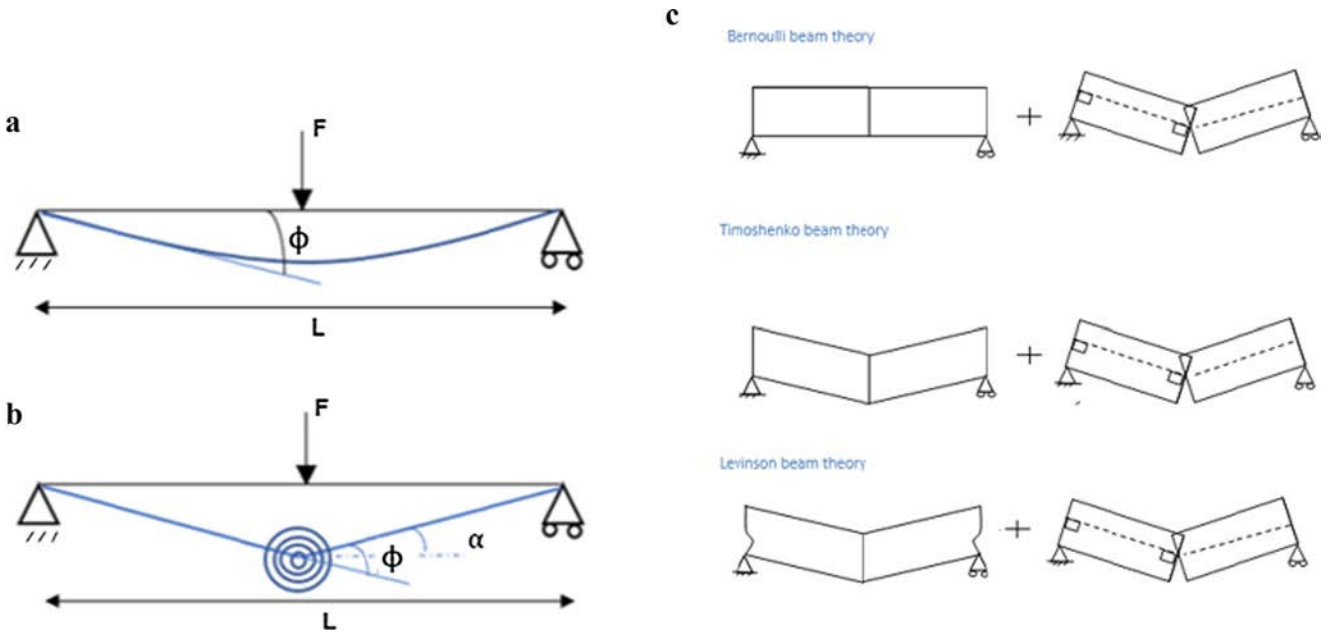 a
F
ϕ
L
b
F
ϕ
α
L
c
Bernoulli beam theory
+
Timoshenko beam theory
+
Levinson beam theory
+